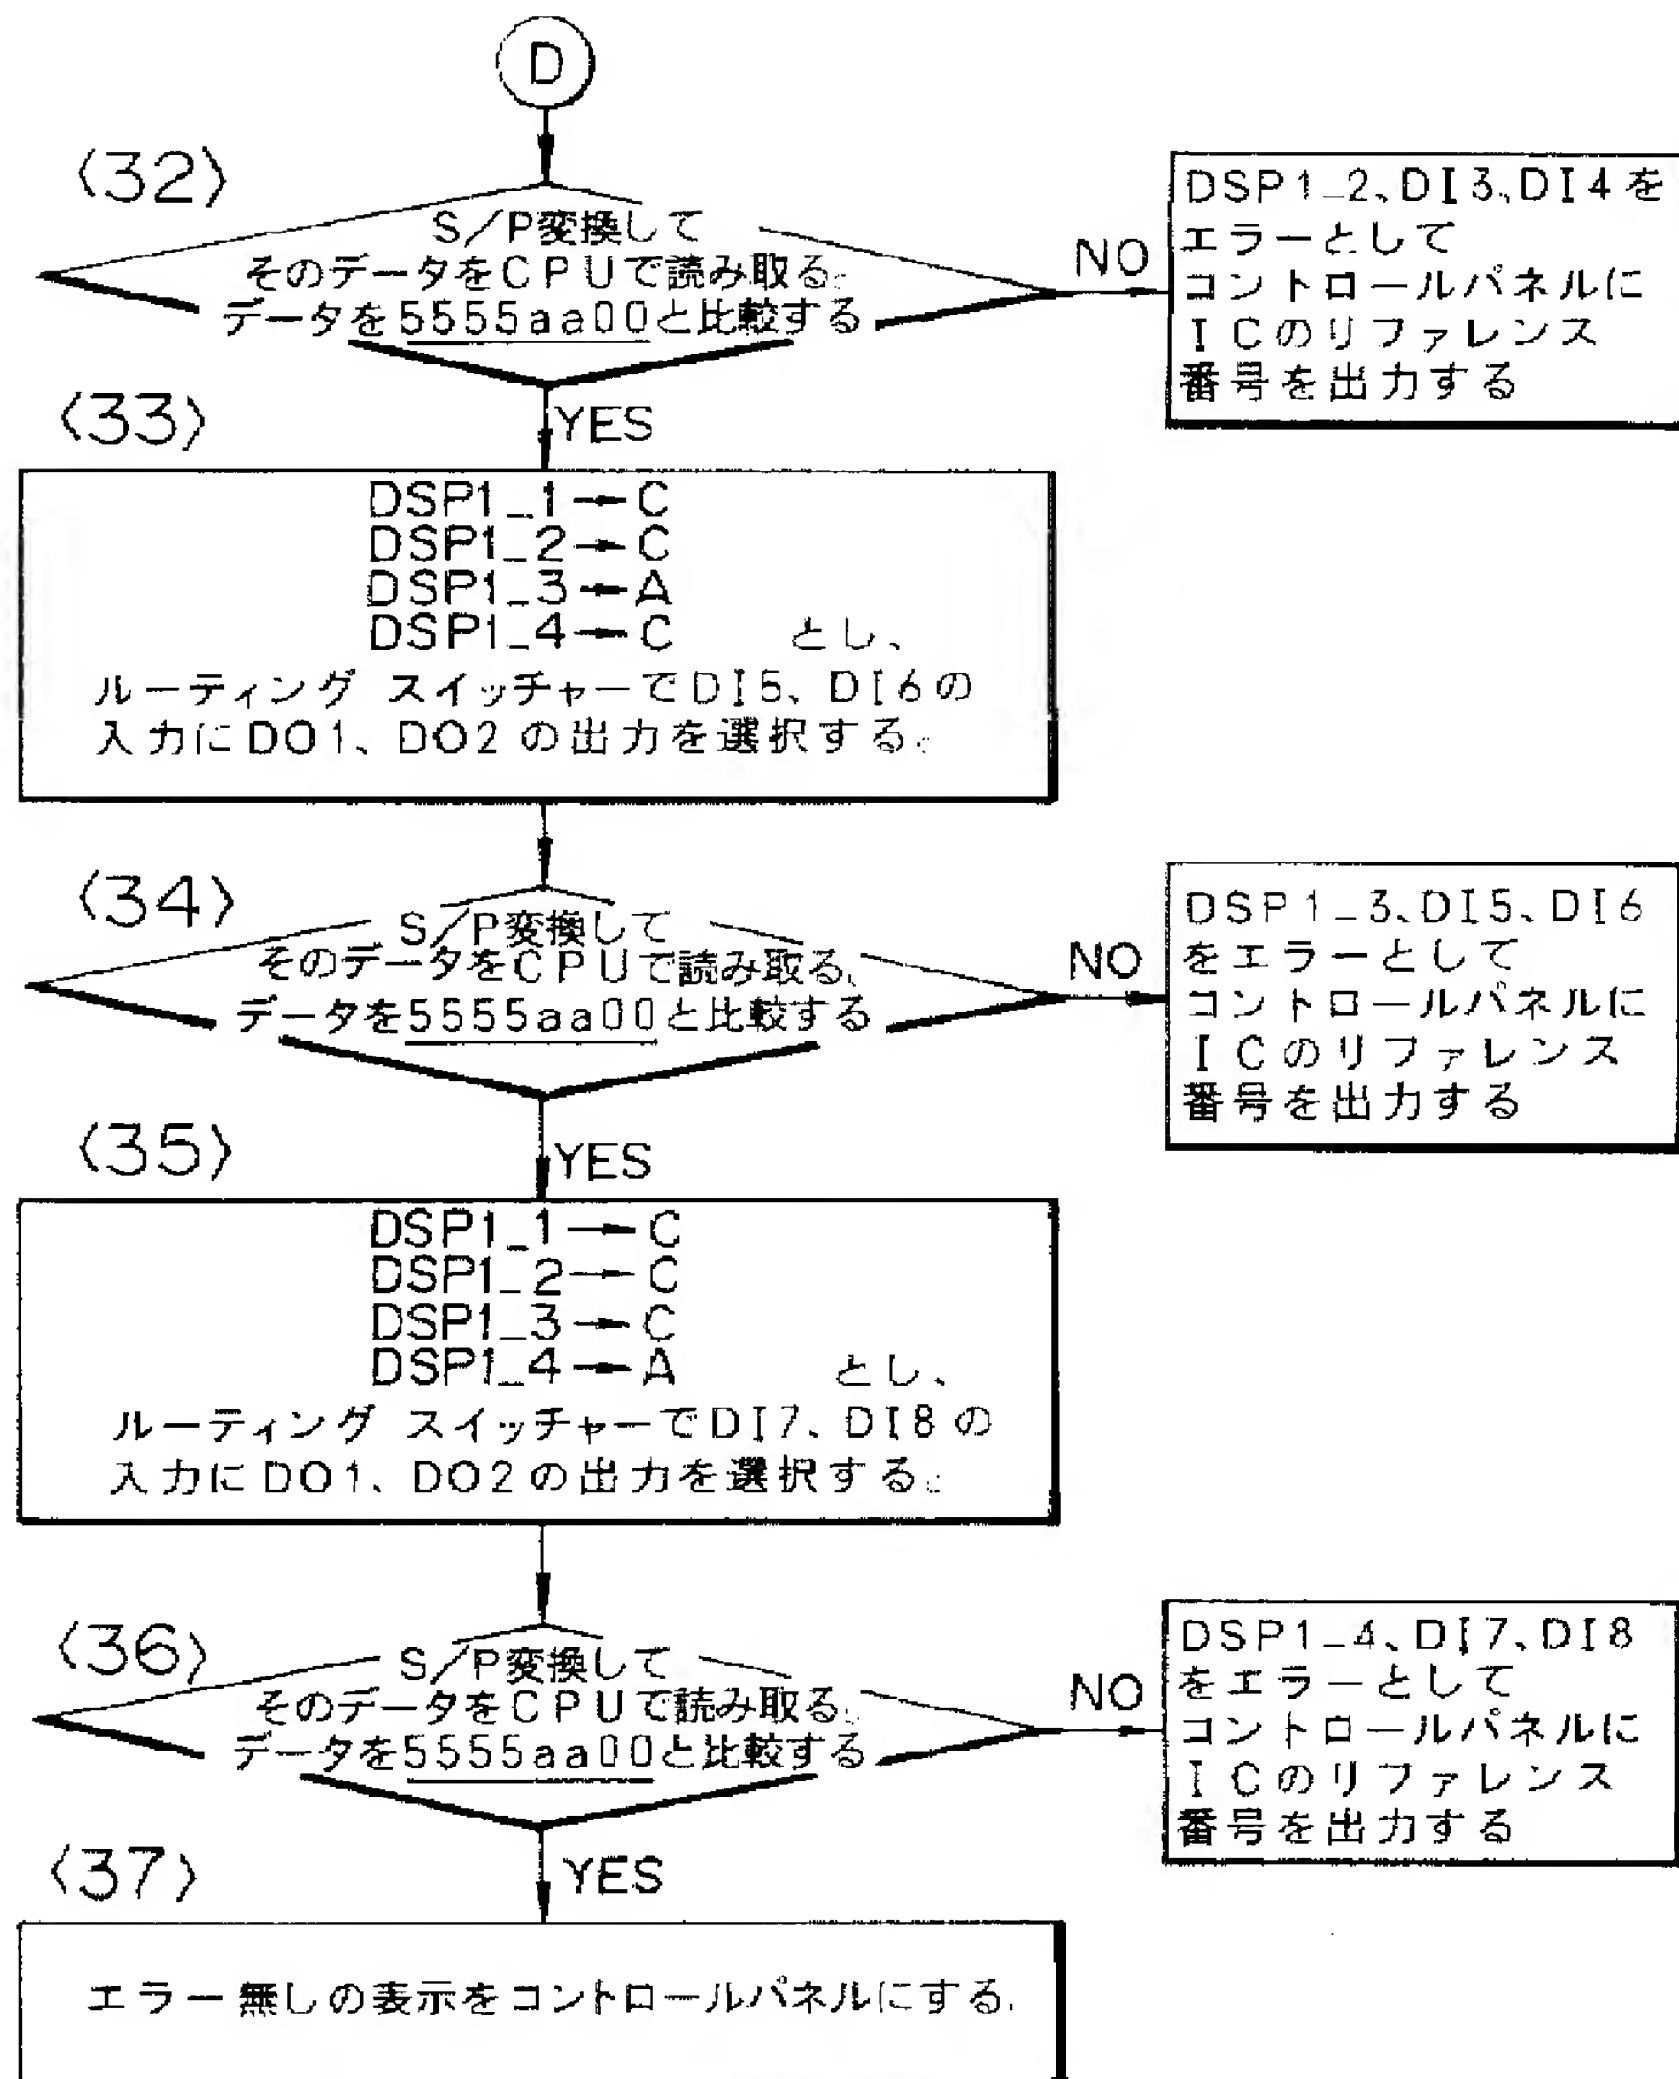 D
〈32〉
S/P変換して
そのデータをCPUで読み取る。
データを5555aa00と比較する
NO
DSP1_2、DI3、DI4を
エラーとして
コントロールパネルに
ICのリファレンス
番号を出力する
〈33〉
YES
DSP1_1→C
DSP1_2→C
DSP1_3→A
DSP1_4→C とし、
ルーティング スイッチャーでDI5、DI6の
入力にDO1、DO2の出力を選択する。
〈34〉
S/P変換して
そのデータをCPUで読み取る、
データを5555aa00と比較する
NO
DSP1_3、DI5、DI6
をエラーとして
コントロールパネルに
ICのリファレンス
番号を出力する
〈35〉
YES
DSP1_1→C
DSP1_2→C
DSP1_3→C
DSP1_4→A とし、
ルーティング スイッチャーでDI7、DI8の
入力にDO1、DO2の出力を選択する。
〈36〉
S/P変換して
そのデータをCPUで読み取る。
データを5555aa00と比較する
NO
DSP1_4、DI7、DI8
をエラーとして
コントロールパネルに
ICのリファレンス
番号を出力する
〈37〉
YES
エラー無しの表示をコントロールパネルにする.